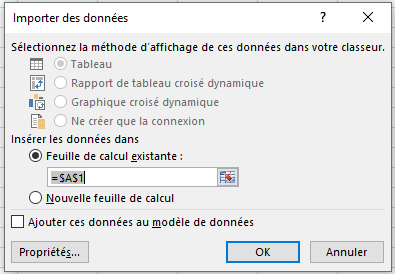 Importer des données
Sélectionnez la méthode d'affichage de ces données dans votre classeur.
Tableau
Rapport de tableau croisé dynamique
Graphique croisé dynamique
Ne créer que la connexion
Insérer les données dans
Feuille de calcul existante :
=$A$1
Nouvelle feuille de calcul
Ajouter ces données au modèle de données
Propriétés... OK Annuler